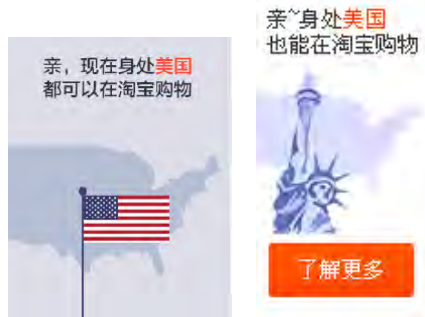 亲，现在身处美国
都可以在淘宝购物
亲~身处美国
也能在淘宝购物
了解更多